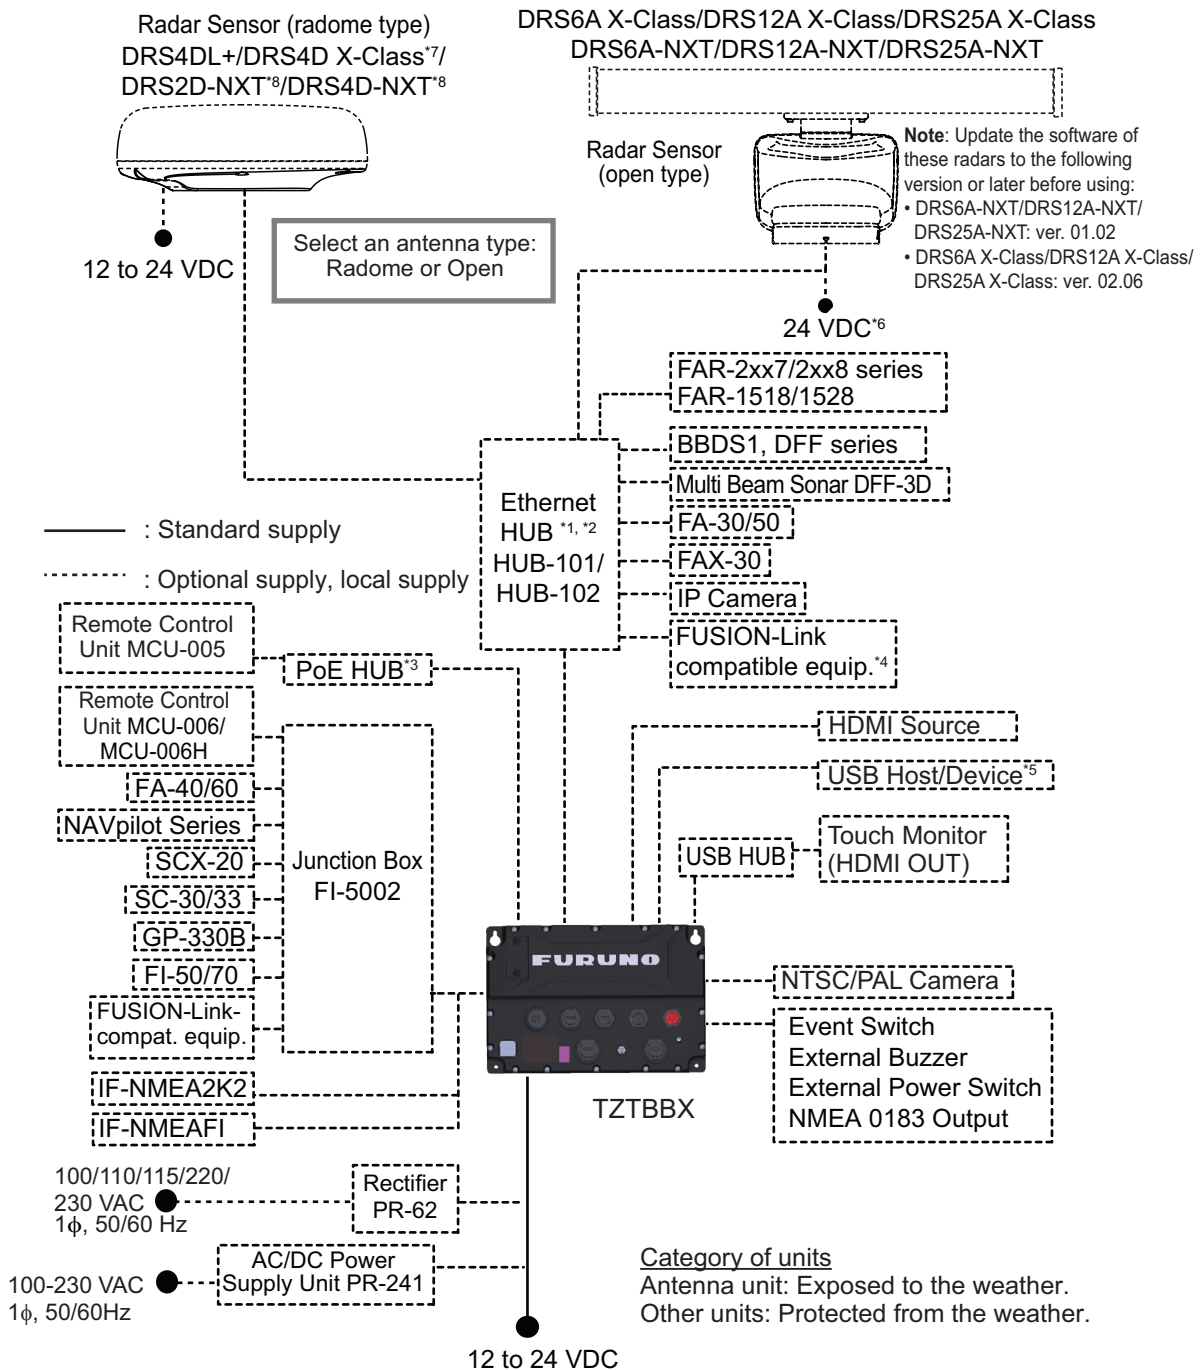 Radar Sensor (radome type)
DRS4DL+/DRS4D X-Class*7/
DRS2D-NXT*8/DRS4D-NXT*8
DRS6A X-Class/DRS12A X-Class/DRS25A X-Class
DRS6A-NXT/DRS12A-NXT/DRS25A-NXT
Radar Sensor
(open type)
Note: Update the software of
these radars to the following
version or later before using:
• DRS6A-NXT/DRS12A-NXT/
DRS25A-NXT: ver. 01.02
• DRS6A X-Class/DRS12A X-Class/
DRS25A X-Class: ver. 02.06
12 to 24 VDC
Select an antenna type:
Radome or Open
24 VDC*6
FAR-2xx7/2xx8 series
FAR-1518/1528
BBDS1, DFF series
Multi Beam Sonar DFF-3D
FA-30/50
FAX-30
IP Camera
FUSION-Link
compatible equip.*4
Ethernet
HUB *1, *2
HUB-101/
HUB-102
: Standard supply
: Optional supply, local supply
Remote Control
Unit MCU-005
PoE HUB*3
Remote Control
Unit MCU-006/
MCU-006H
FA-40/60
NAVpilot Series
SCX-20
SC-30/33
GP-330B
FI-50/70
FUSION-Link-
compat. equip.
Junction Box
FI-5002
IF-NMEA2K2
IF-NMEAFI
HDMI Source
USB Host/Device*5
USB HUB
Touch Monitor
(HDMI OUT)
FURUNO
TZTBBX
NTSC/PAL Camera
Event Switch
External Buzzer
External Power Switch
NMEA 0183 Output
100/110/115/220/
230 VAC
1ϕ, 50/60 Hz
Rectifier
PR-62
100-230 VAC
1ϕ, 50/60Hz
AC/DC Power
Supply Unit PR-241
12 to 24 VDC
Category of units
Antenna unit: Exposed to the weather.
Other units: Protected from the weather.